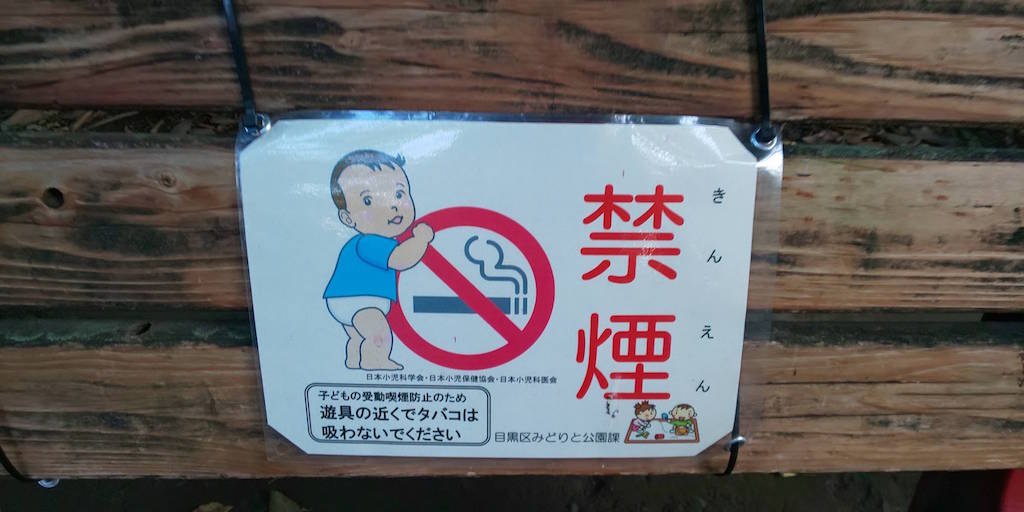 禁煙
きんえん
日本小児科学会・日本小児保健協会・日本小児科医会
子どもの受動喫煙防止のため
遊具の近くでタバコは
吸わないでください
目黒区みどりと公園課